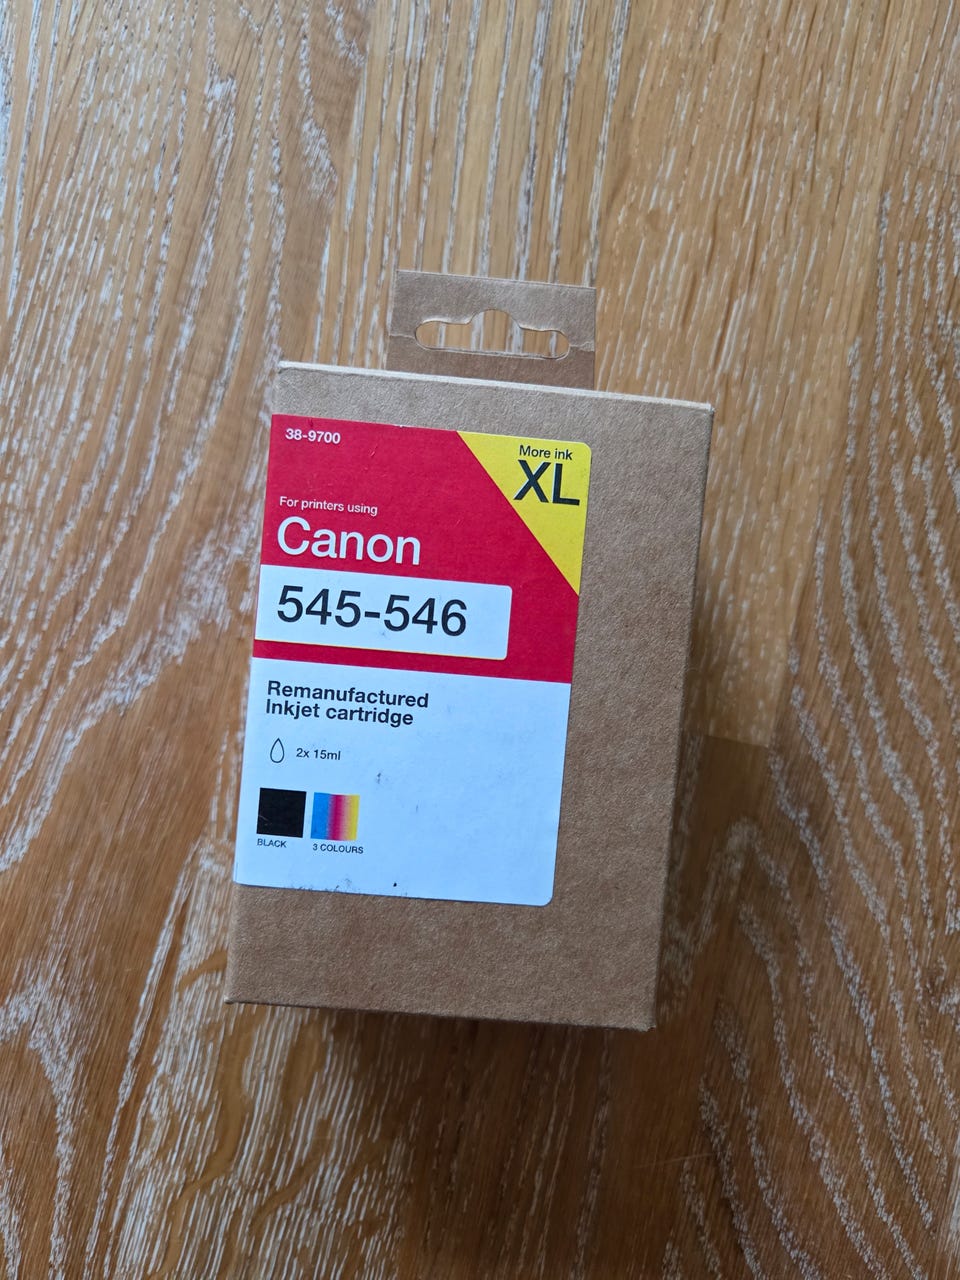 38-9700
More ink
XL
For printers using
Canon
545-546
Remanufactured
Inkjet cartridge
2x 15ml
BLACK
3 COLOURS